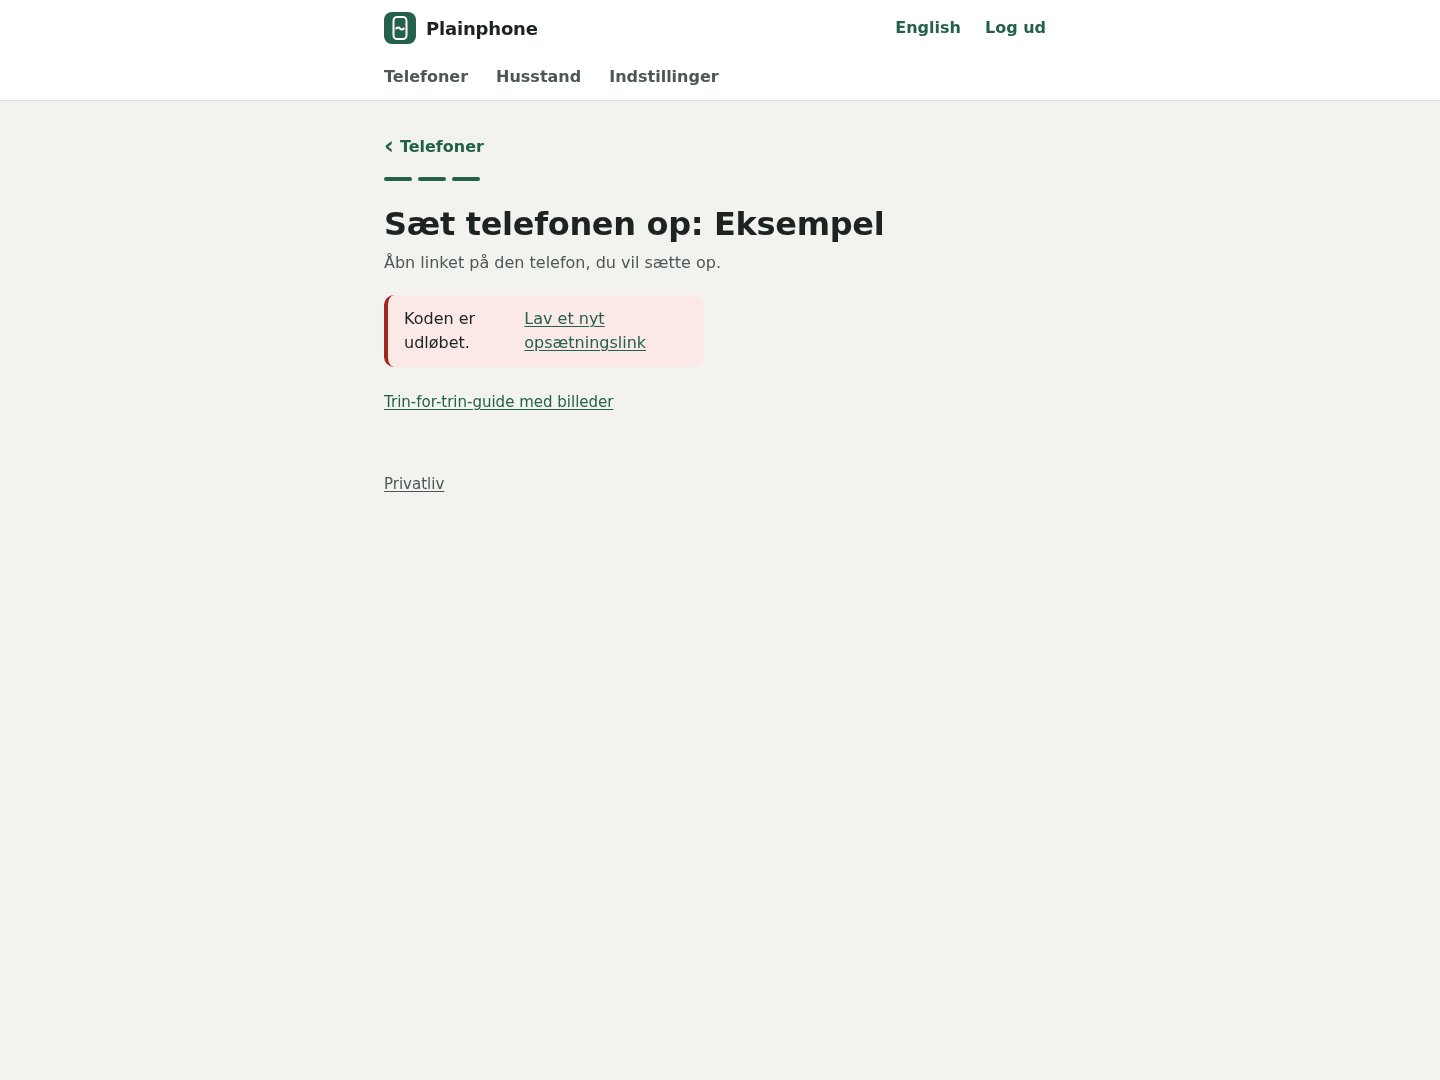 Plainphone
English Log ud
Telefoner Husstand Indstillinger
‹ Telefoner
Sæt telefonen op: Eksempel
Åbn linket på den telefon, du vil sætte op.
Koden er
udløbet.
Lav et nyt
opsætningslink
Trin-for-trin-guide med billeder
Privatliv